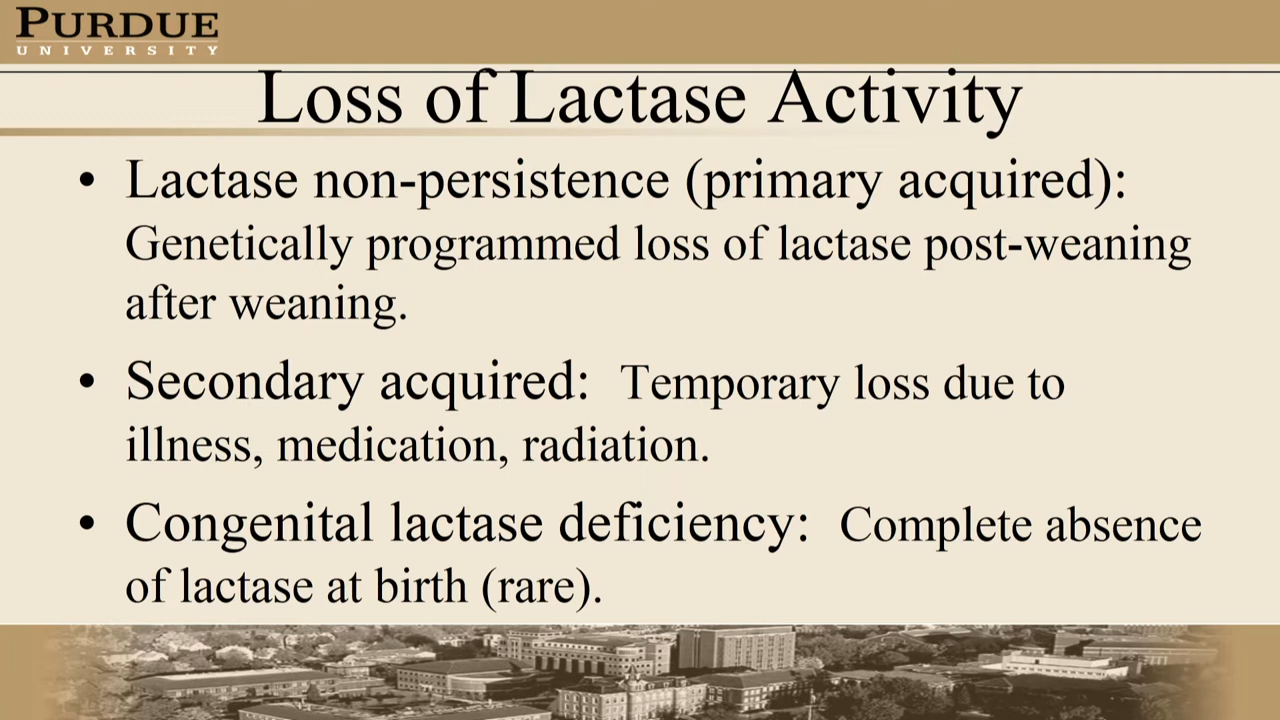 PURDUE
UNIVERSITY
Loss of Lactase Activity
• Lactase non-persistence (primary acquired):
Genetically programmed loss of lactase post-weaning
after weaning.
• Secondary acquired: Temporary loss due to
illness, medication, radiation.
• Congenital lactase deficiency: Complete absence
of lactase at birth (rare).